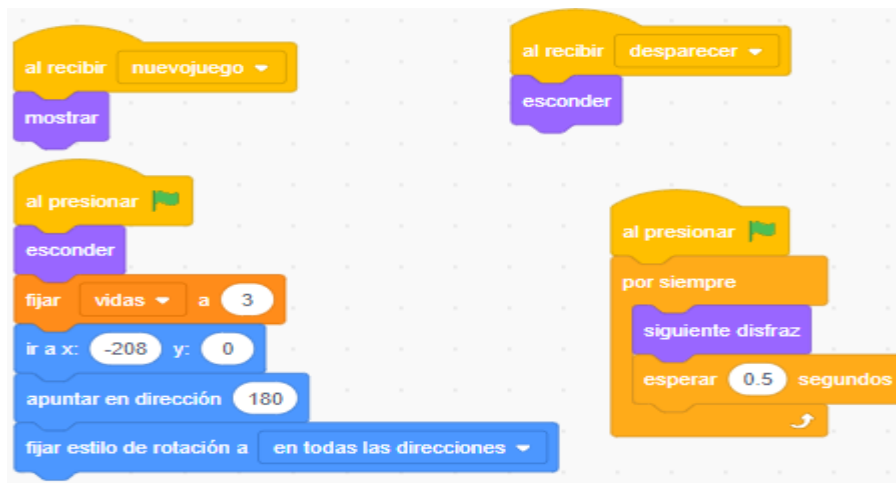 al recibir nuevojuego
mostrar
al presionar
esconder
fijar vidas a 3
ir a x: -208 y: 0
apuntar en dirección 180
fijar estilo de rotación a en todas las direcciones
al recibir desparecer
esconder
al presionar
por siempre
siguiente disfraz
esperar 0.5 segundos